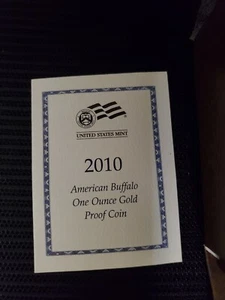 UNITED STATES MINT
2010
American Buffalo
One Ounce Gold
Proof Coin